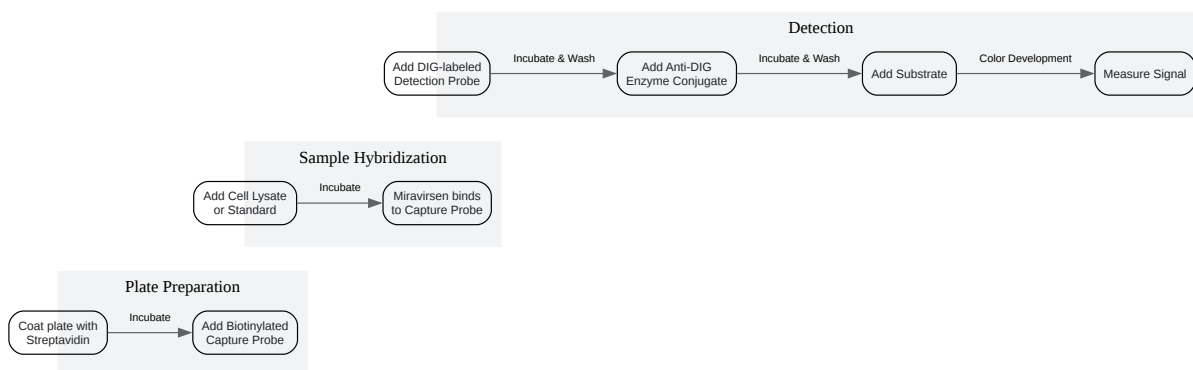 Detection
Add DIG-labeled
Detection Probe
Incubate & Wash
Add Anti-DIG
Enzyme Conjugate
Incubate & Wash
Add Substrate
Color Development
Measure Signal
Sample Hybridization
Add Cell Lysate
or Standard
Incubate
Miravirsen binds
to Capture Probe
Plate Preparation
Coat plate with
Streptavidin
Incubate
Add Biotinylated
Capture Probe